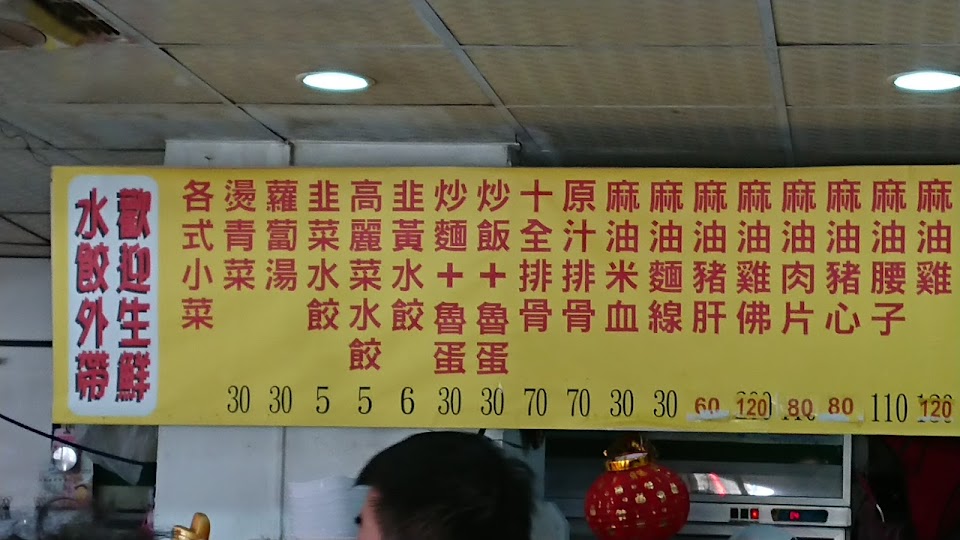 麻油雞 120
麻油腰子 110
麻油豬心 80
麻油肉片 80
麻油雞佛 120
麻油豬肝 60
麻油麵線 30
麻油米血 30
原汁排骨 70
十全排骨 70
炒飯+魯蛋 30
炒麵+魯蛋 30
韭黃水餃 6
高麗菜水餃 5
韭菜水餃 5
蘿蔔湯 30
燙青菜 30
各式小菜
歡迎生鮮
水餃外帶